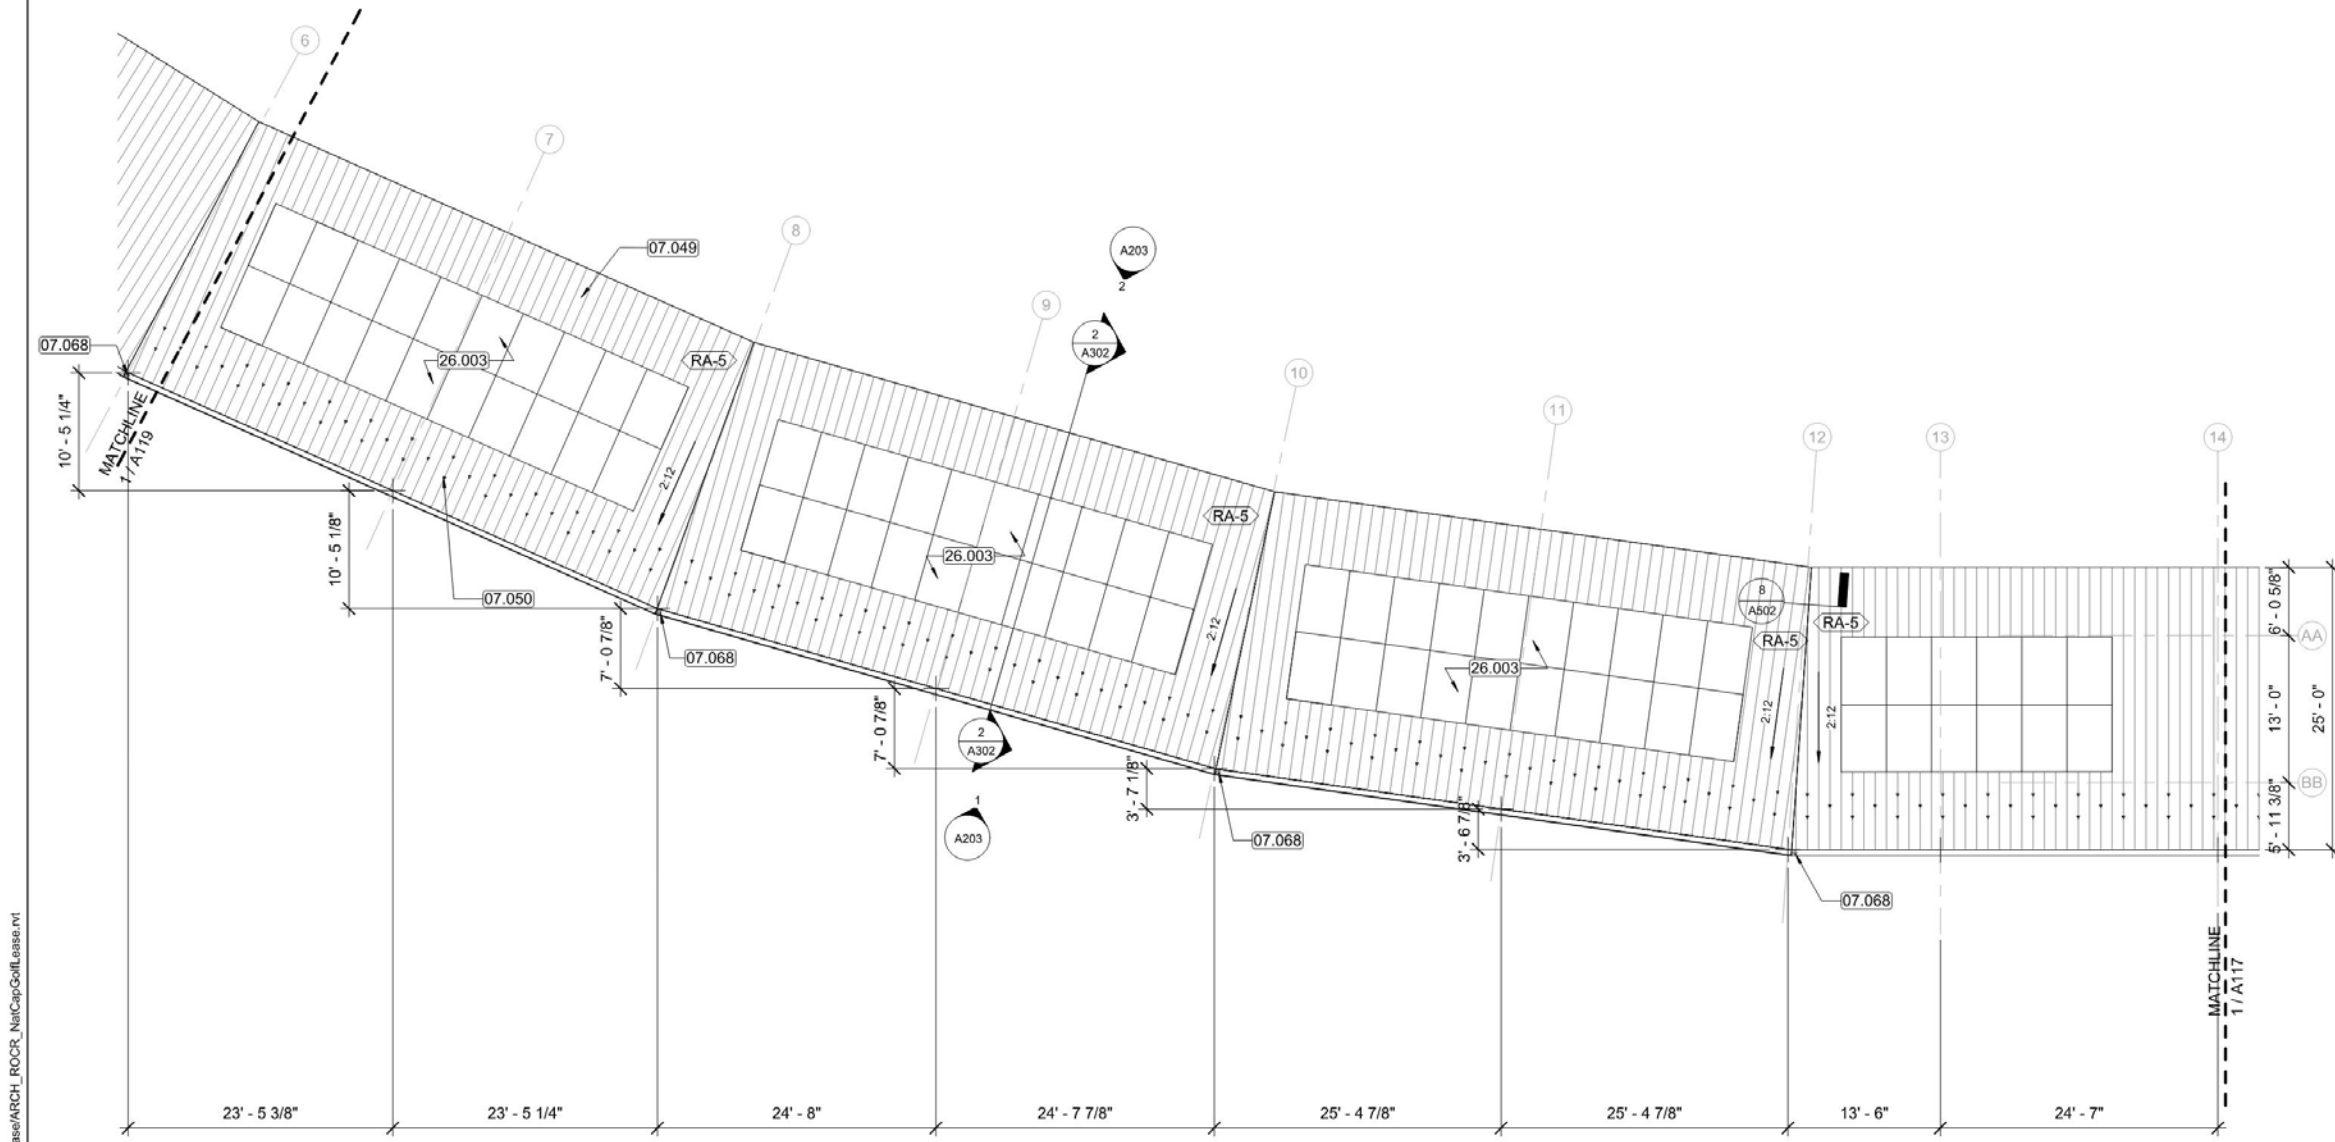 6
7
8
9
10
11
12
13
14
07.049
A203
2
2
A302
07.068
26.003
RA-5
10' - 5 1/4"
MATCHLINE
1 / A119
2:12
10' - 5 1/8"
07.050
RA-5
26.003
2:12
07.068
7' - 0 7/8"
7' - 0 7/8"
2
A302
1
A203
8
A502
RA-5
RA-5
26.003
2:12
2:12
3' - 7 1/8"
3' - 6 7/8"
07.068
07.068
6' - 0 5/8"
AA
13' - 0"
25' - 0"
BB
5' - 11 3/8"
MATCHLINE
1 / A117
23' - 5 3/8"
23' - 5 1/4"
24' - 8"
24' - 7 7/8"
25' - 4 7/8"
25' - 4 7/8"
13' - 6"
24' - 7"
ase/ARCH_ROCR_NatCapGolfLease.rvt